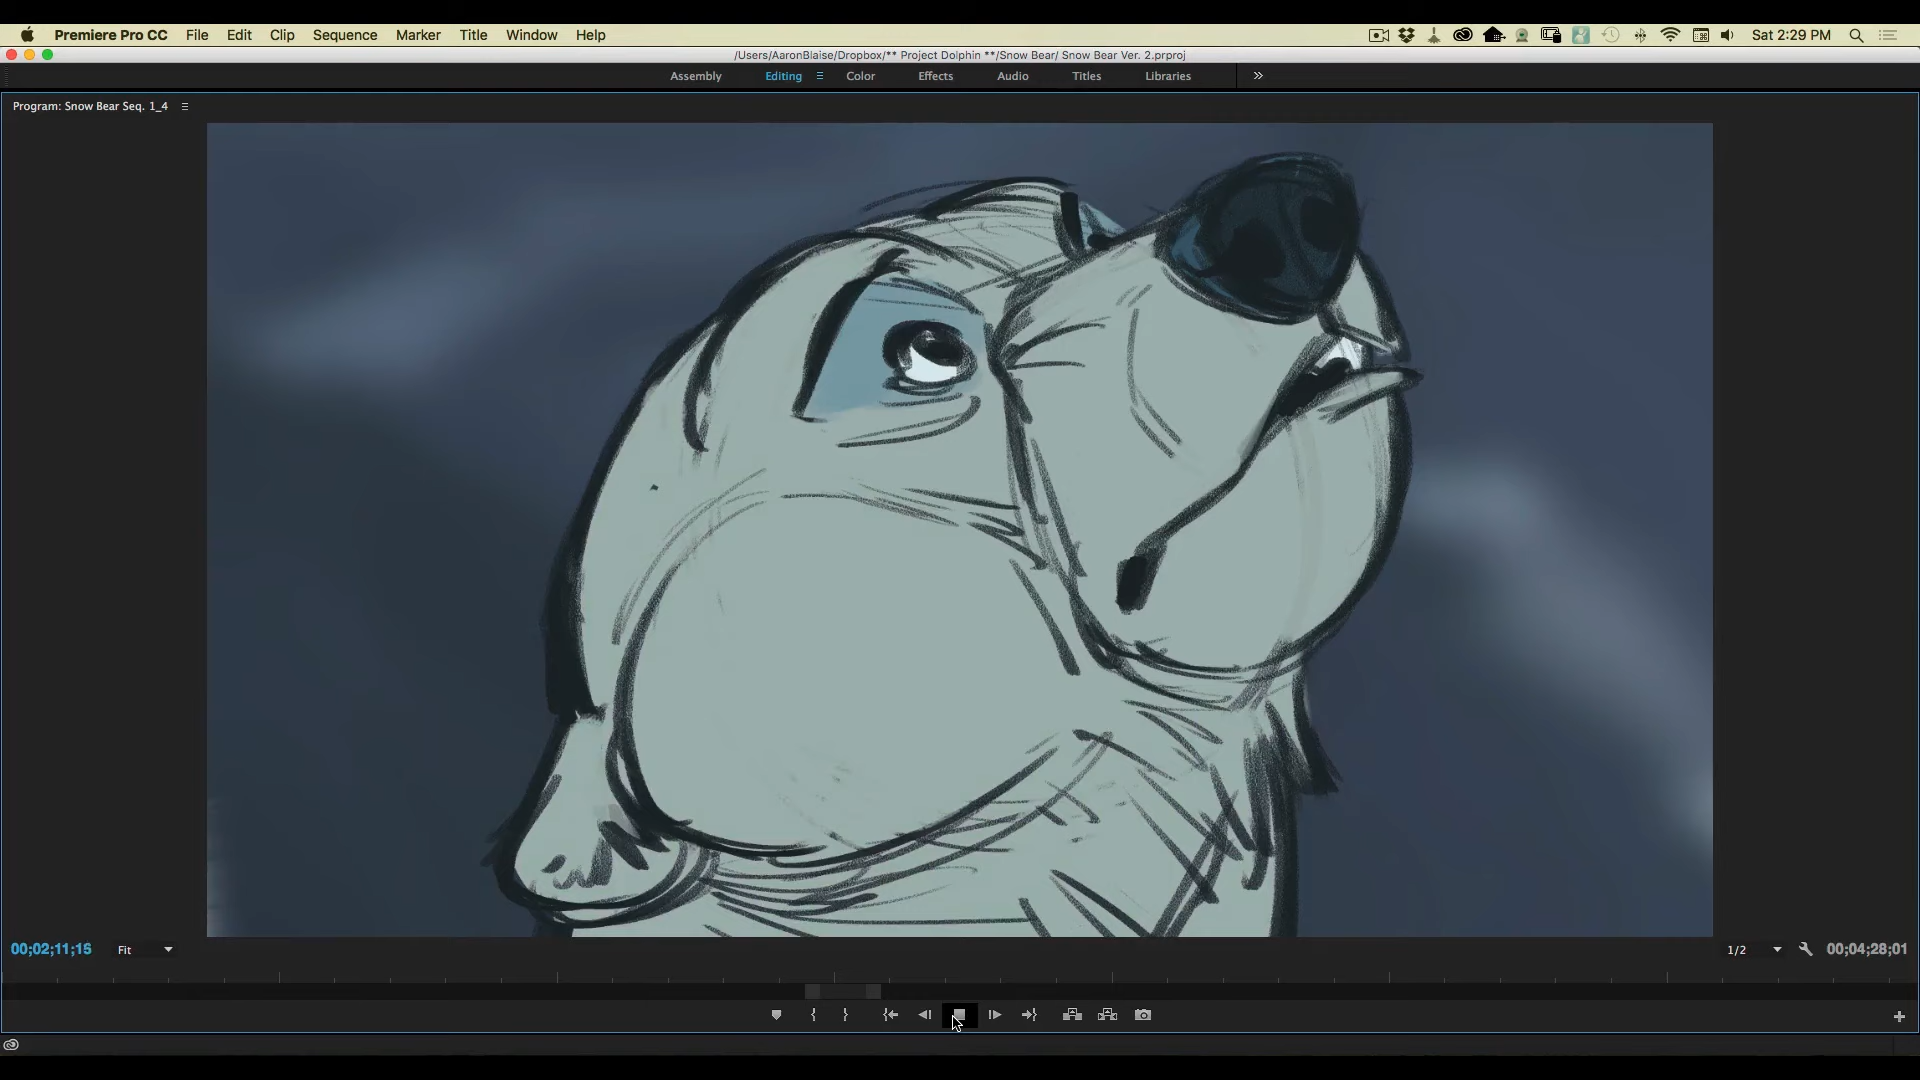 Premiere Pro CC File Edit Clip Sequence Marker Title Window Help Sat 2:29 PM
/Users/AaronBlaise/Dropbox/** Project Dolphin **/Snow Bear/ Snow Bear Ver. 2.prproj
Assembly Editing Color Effects Audio Titles Libraries
Program: Snow Bear Seq. 1_4
00;02;11;15 Fit 1/2 00;04;28;01